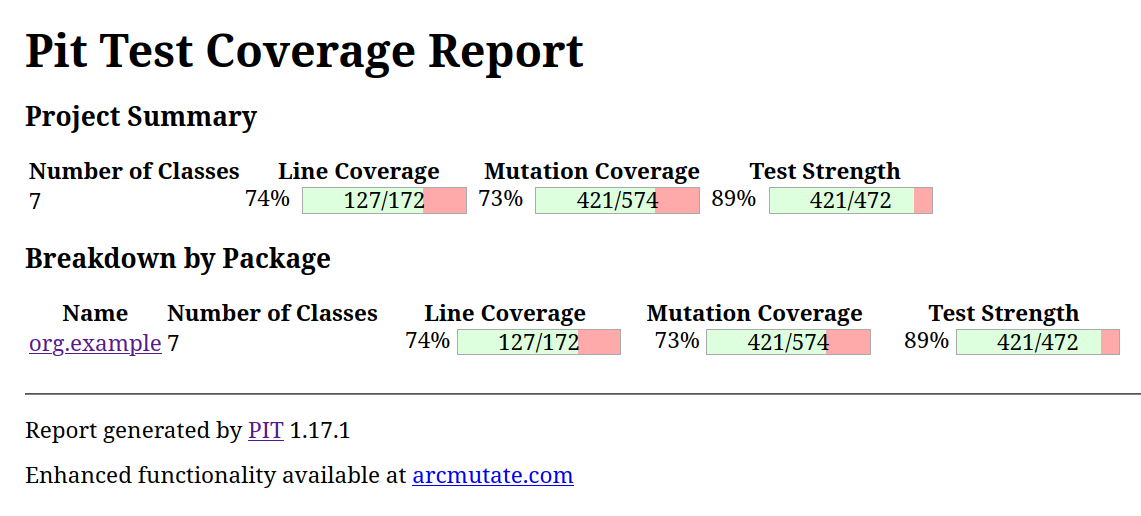 Pit Test Coverage Report
Project Summary
Number of Classes Line Coverage Mutation Coverage Test Strength
7 74% 127/172 73% 421/574 89% 421/472
Breakdown by Package
Name Number of Classes Line Coverage Mutation Coverage Test Strength
org.example 7 74% 127/172 73% 421/574 89% 421/472
Report generated by PIT 1.17.1
Enhanced functionality available at arcmutate.com